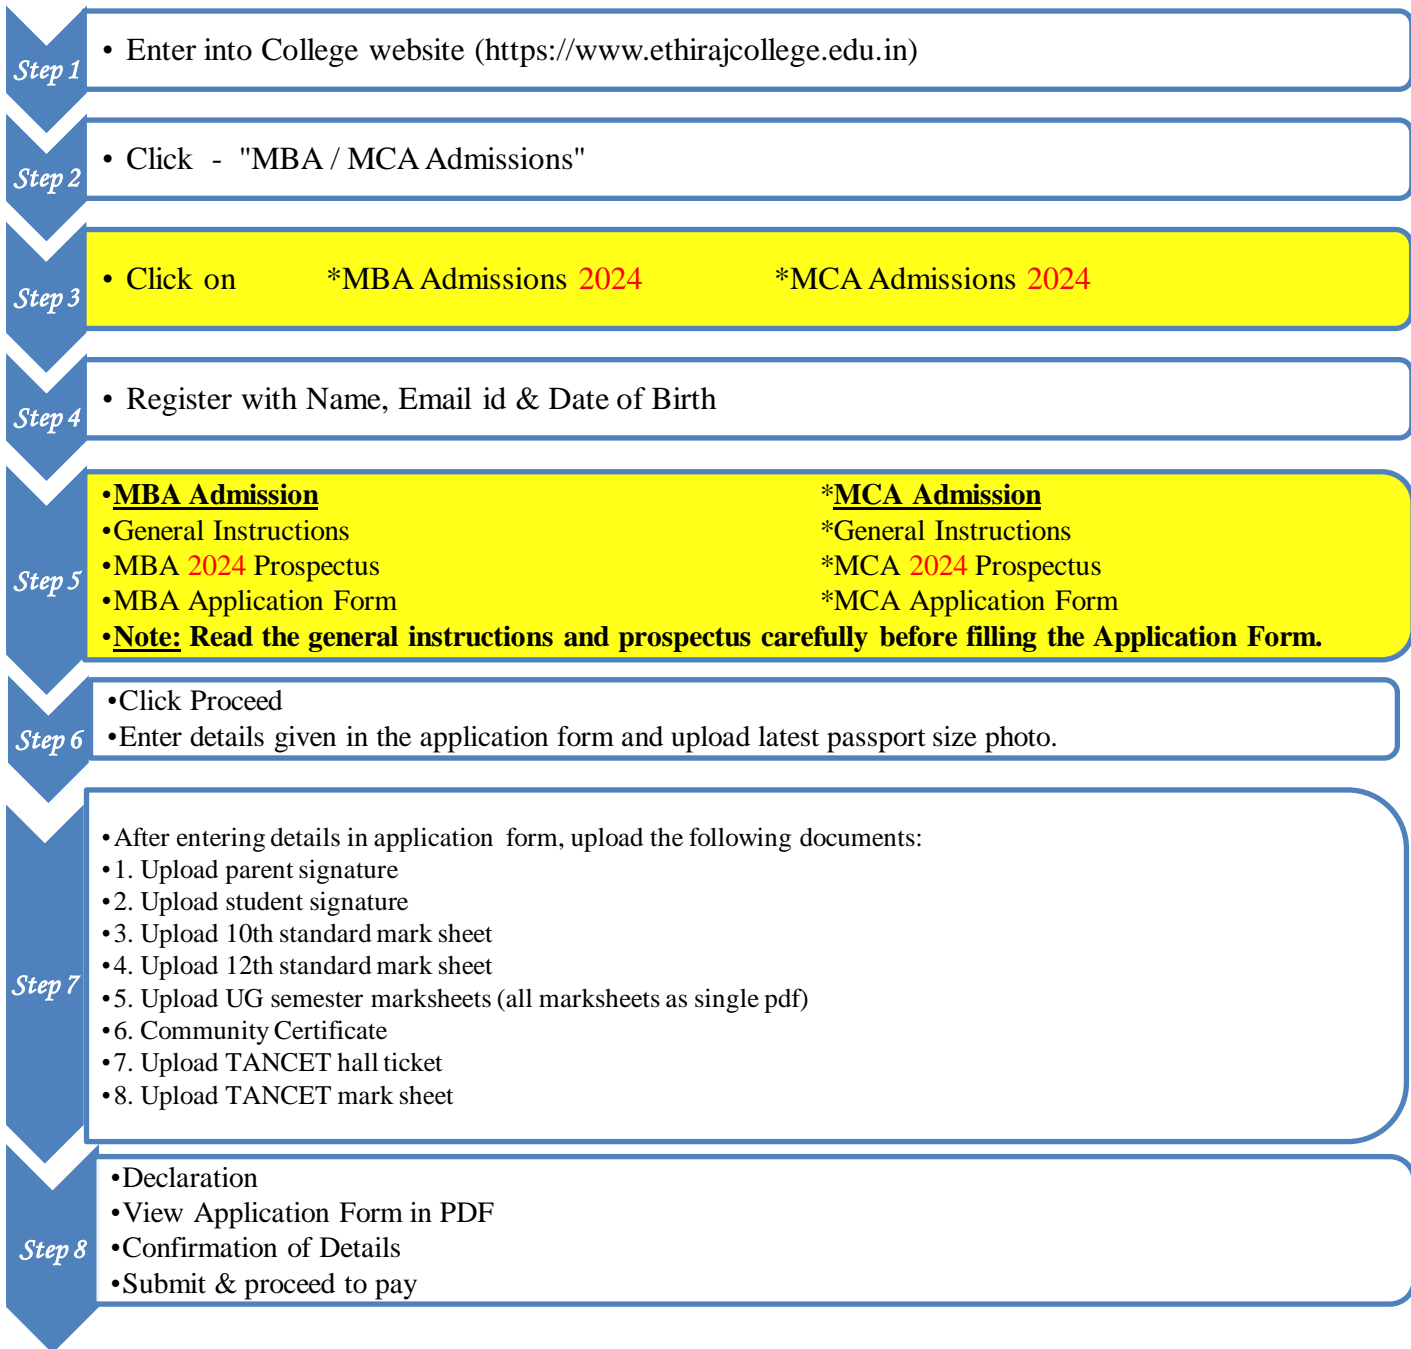 Step 1
• Enter into College website (https://www.ethirajcollege.edu.in)
Step 2
• Click - "MBA / MCA Admissions"
Step 3
• Click on *MBA Admissions 2024 *MCA Admissions 2024
Step 4
• Register with Name, Email id & Date of Birth
Step 5
•MBA Admission *MCA Admission
•General Instructions *General Instructions
•MBA 2024 Prospectus *MCA 2024 Prospectus
•MBA Application Form *MCA Application Form
•Note: Read the general instructions and prospectus carefully before filling the Application Form.
Step 6
•Click Proceed
•Enter details given in the application form and upload latest passport size photo.
Step 7
•After entering details in application form, upload the following documents:
•1. Upload parent signature
•2. Upload student signature
•3. Upload 10th standard mark sheet
•4. Upload 12th standard mark sheet
•5. Upload UG semester marksheets (all marksheets as single pdf)
•6. Community Certificate
•7. Upload TANCET hall ticket
•8. Upload TANCET mark sheet
Step 8
•Declaration
•View Application Form in PDF
•Confirmation of Details
•Submit & proceed to pay